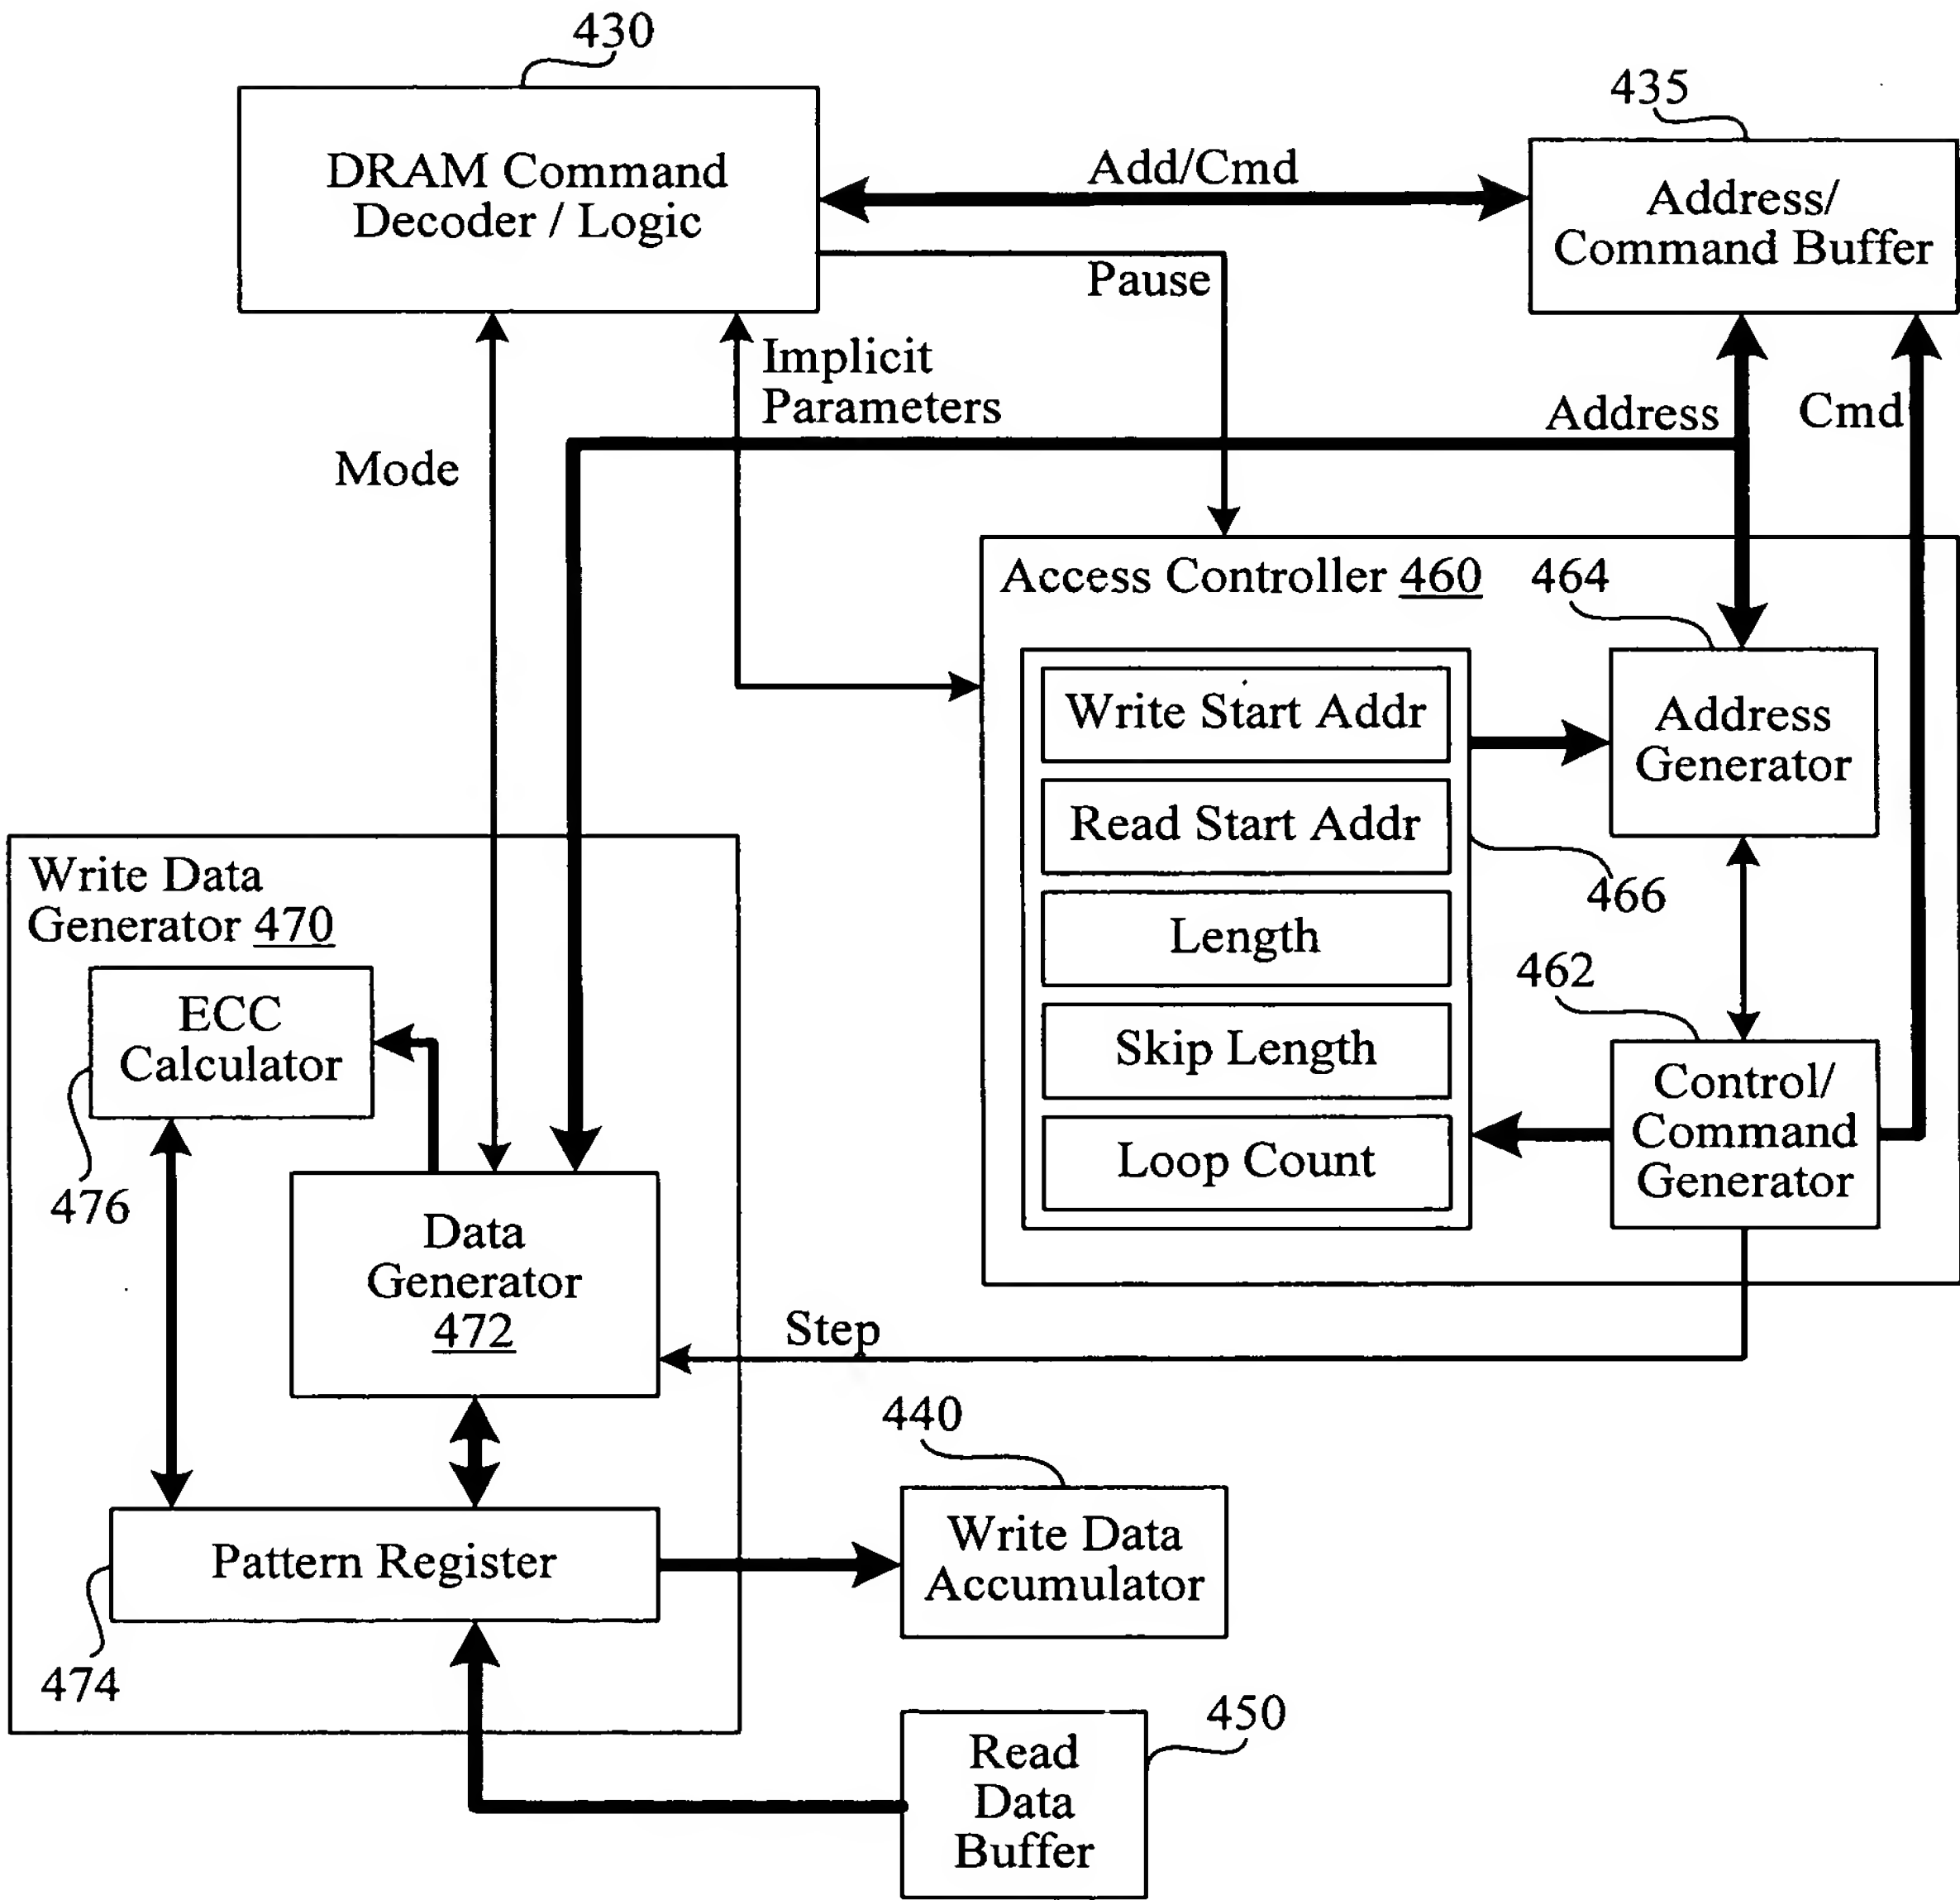 430
435
DRAM Command
Decoder / Logic
Add/Cmd
Address/
Command Buffer
Pause
Implicit
Parameters
Address
Cmd
Mode
Access Controller 460
464
Write Start Addr
Address
Generator
Read Start Addr
466
Length
462
Skip Length
Control/
Command
Generator
Loop Count
Write Data
Generator 470
ECC
Calculator
476
Data
Generator
472
Step
440
Pattern Register
Write Data
Accumulator
474
450
Read
Data
Buffer